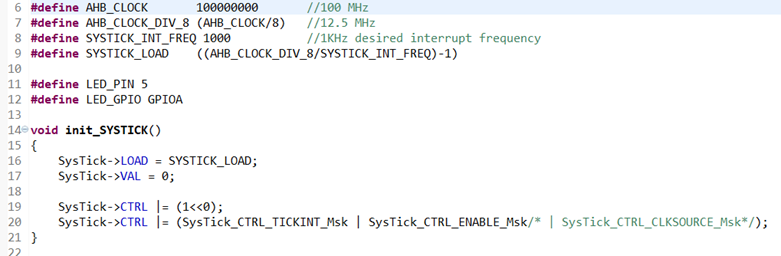 6 #define AHB_CLOCK 100000000 //100 MHz
7 #define AHB_CLOCK_DIV_8 (AHB_CLOCK/8) //12.5 MHz
8 #define SYSTICK_INT_FREQ 1000 //1KHz desired interrupt frequency
9 #define SYSTICK_LOAD ((AHB_CLOCK_DIV_8/SYSTICK_INT_FREQ)-1)
10
11 #define LED_PIN 5
12 #define LED_GPIO GPIOA
13
14 void init_SYSTICK()
15 {
16 SysTick->LOAD = SYSTICK_LOAD;
17 SysTick->VAL = 0;
18
19 SysTick->CTRL |= (1<<0);
20 SysTick->CTRL |= (SysTick_CTRL_TICKINT_Msk | SysTick_CTRL_ENABLE_Msk/* | SysTick_CTRL_CLKSOURCE_Msk*/);
21 }
22